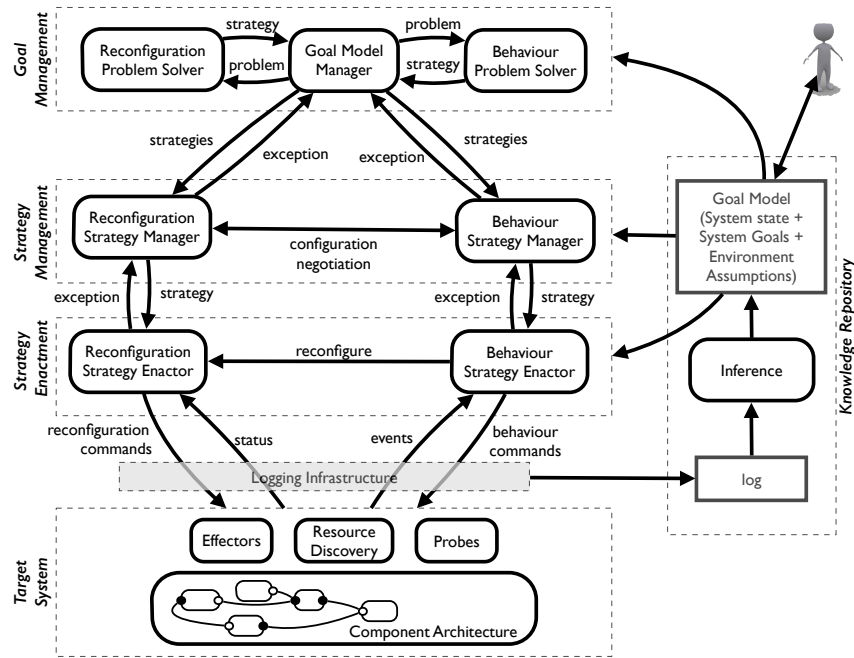 Goal
Management
Reconfiguration
Problem Solver
strategy
problem
Goal Model
Manager
problem
strategy
Behaviour
Problem Solver
strategies
exception
exception
strategies
Strategy
Management
Reconfiguration
Strategy Manager
configuration
negotiation
Behaviour
Strategy Manager
exception
strategy
exception
strategy
Strategy
Enactment
Reconfiguration
Strategy Enactor
reconfigure
Behaviour
Strategy Enactor
reconfiguration
commands
status
events
behaviour
commands
Logging Infrastructure
Target
System
Effectors
Resource
Discovery
Probes
Component Architecture
Knowledge Repository
Goal Model
(System state +
System Goals +
Environment
Assumptions)
Inference
log